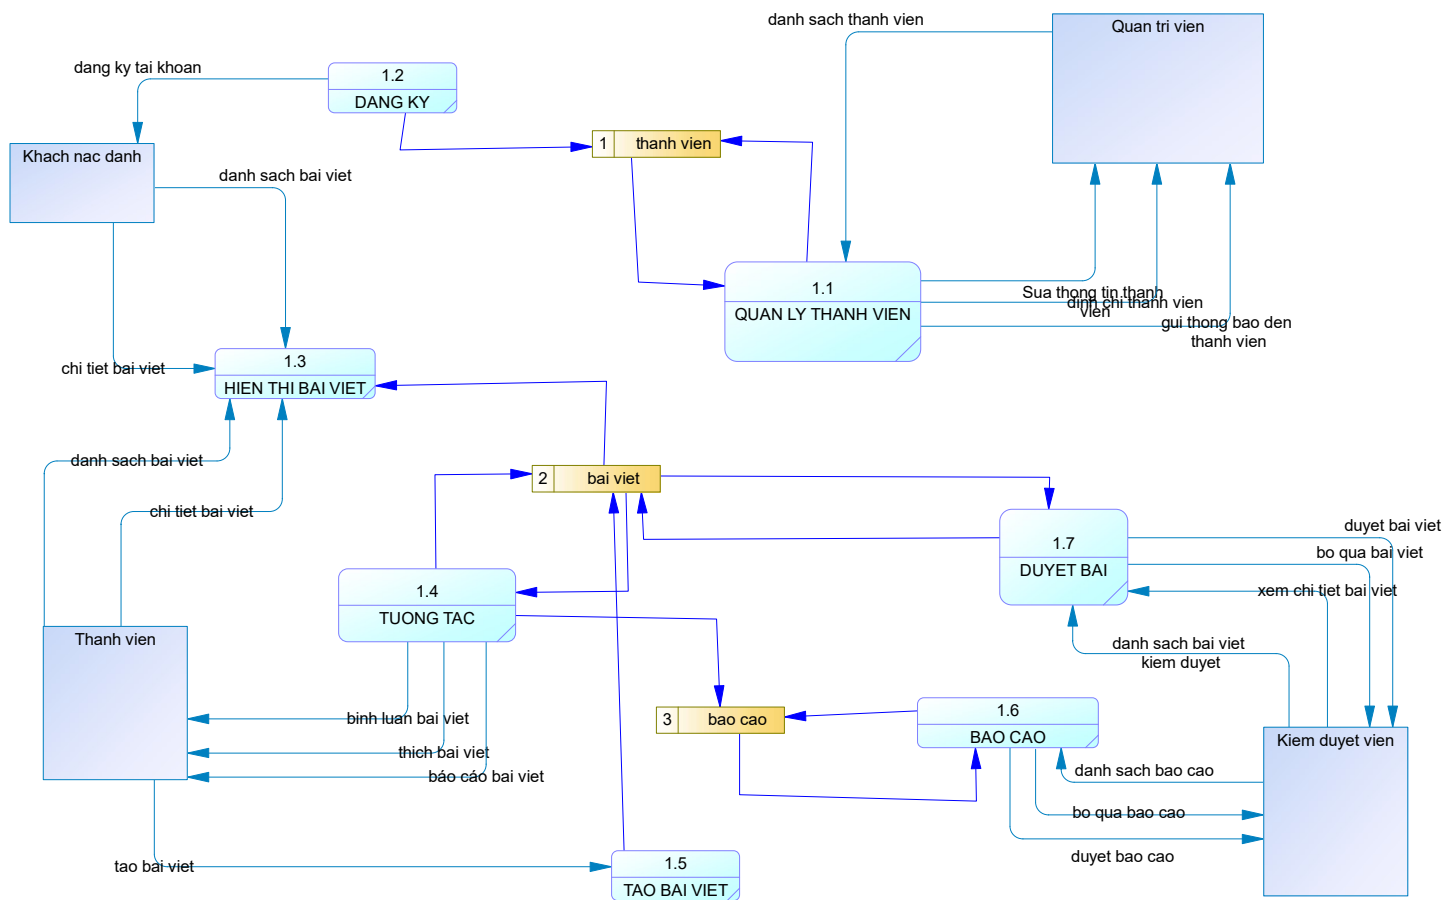 danh sach thanh vien
Quan tri vien
dang ky tai khoan
1.2
DANG KY
1
thanh vien
Khach nac danh
danh sach bai viet
1.1
QUAN LY THANH VIEN
Sua thong tin thanh
vien
dinh chi thanh vien
gui thong bao den
thanh vien
chi tiet bai viet
1.3
HIEN THI BAI VIET
danh sach bai viet
2
bai viet
chi tiet bai viet
1.7
DUYET BAI
duyet bai viet
bo qua bai viet
xem chi tiet bai viet
1.4
TUONG TAC
danh sach bai viet
kiem duyet
Thanh vien
binh luan bai viet
thich bai viet
báo cáo bai viet
3
bao cao
1.6
BAO CAO
Kiem duyet vien
danh sach bao cao
bo qua bao cao
duyet bao cao
tao bai viet
1.5
TAO BAI VIET